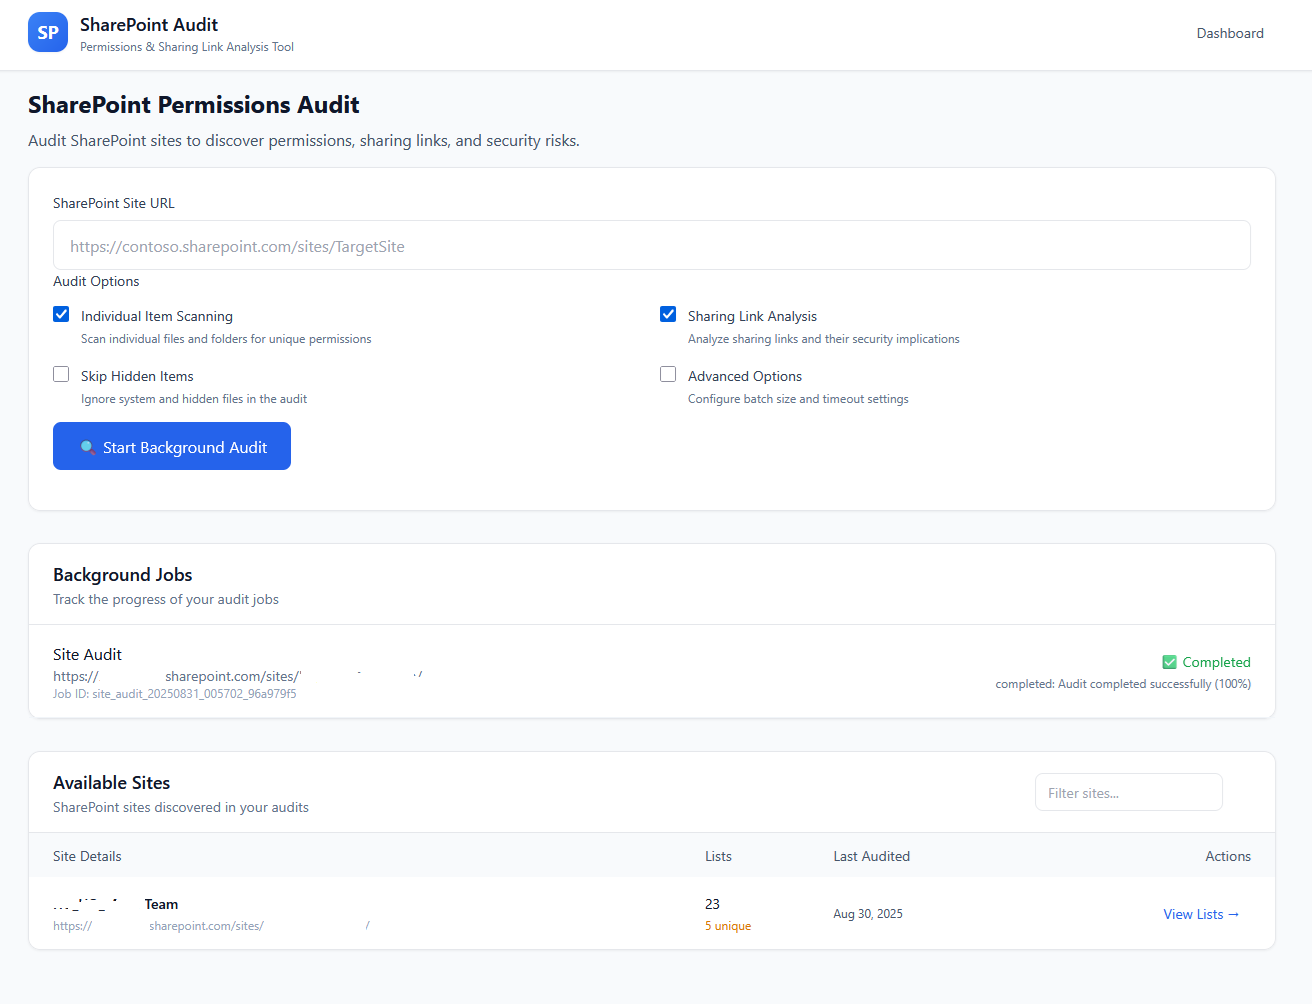 SP
SharePoint Audit
Permissions & Sharing Link Analysis Tool
Dashboard
SharePoint Permissions Audit
Audit SharePoint sites to discover permissions, sharing links, and security risks.
SharePoint Site URL
https://contoso.sharepoint.com/sites/TargetSite
Audit Options
Individual Item Scanning
Scan individual files and folders for unique permissions
Sharing Link Analysis
Analyze sharing links and their security implications
Skip Hidden Items
Ignore system and hidden files in the audit
Advanced Options
Configure batch size and timeout settings
Start Background Audit
Background Jobs
Track the progress of your audit jobs
Site Audit
https:// sharepoint.com/sites/ /
Job ID: site_audit_20250831_005702_96a979f5
Completed
completed: Audit completed successfully (100%)
Available Sites
SharePoint sites discovered in your audits
Filter sites...
Site Details Lists Last Audited Actions
Team
https:// sharepoint.com/sites/ /
23
5 unique
Aug 30, 2025
View Lists →